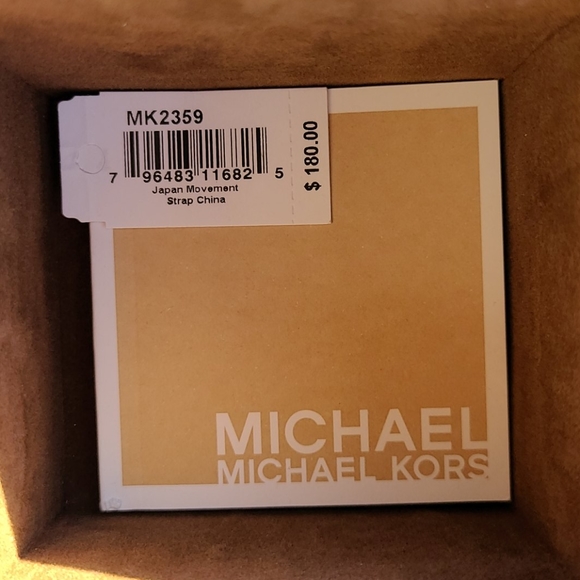 MK2359
7 96483 11682 5
Japan Movement
Strap China
$ 180.00
MICHAEL
MICHAEL KORS